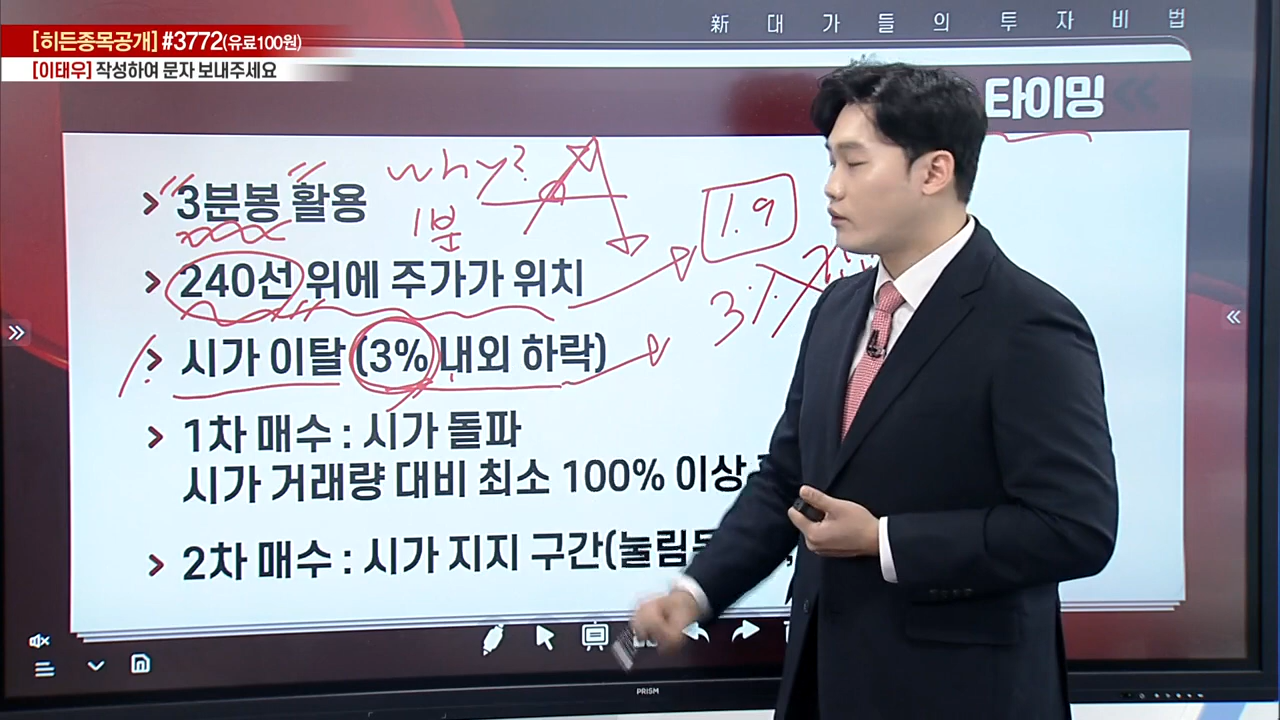 新 대가들의 투자비법
[히든종목공개] #3772(유료100원)
[이태우] 작성하여 문자 보내주세요
타이밍
why?
3분봉 활용
1분
1.9
240선 위에 주가가 위치
3%
시가 이탈 (3% 내외 하락)
1차 매수 : 시가 돌파
시가 거래량 대비 최소 100% 이상
2차 매수 : 시가 지지 구간(눌림
PRISM